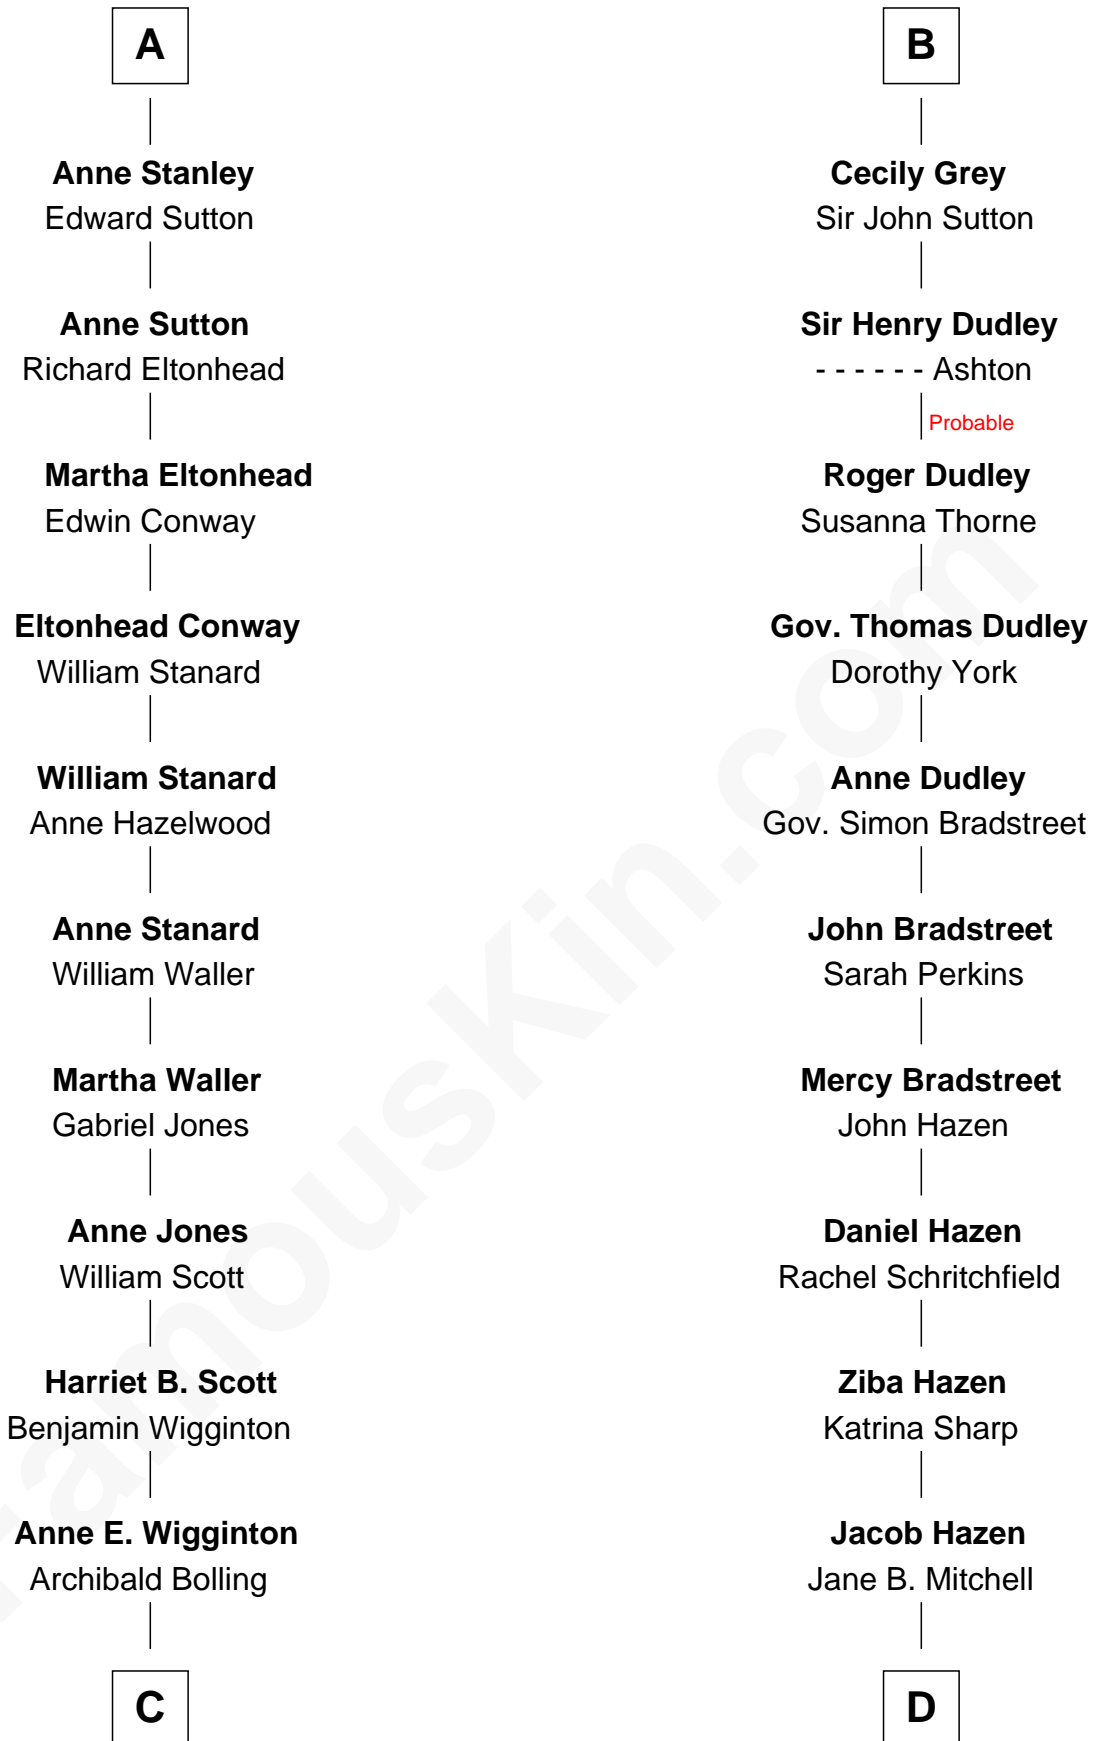 A
Anne Stanley
Edward Sutton
Anne Sutton
Richard Eltonhead
Martha Eltonhead
Edwin Conway
Eltonhead Conway
William Stanard
William Stanard
Anne Hazelwood
Anne Stanard
William Waller
Martha Waller
Gabriel Jones
Anne Jones
William Scott
Harriet B. Scott
Benjamin Wigginton
Anne E. Wigginton
Archibald Bolling
C
B
Cecily Grey
Sir John Sutton
Sir Henry Dudley
- - - - - - Ashton
Probable
Roger Dudley
Susanna Thorne
Gov. Thomas Dudley
Dorothy York
Anne Dudley
Gov. Simon Bradstreet
John Bradstreet
Sarah Perkins
Mercy Bradstreet
John Hazen
Daniel Hazen
Rachel Schritchfield
Ziba Hazen
Katrina Sharp
Jacob Hazen
Jane B. Mitchell
D
FamousKin.com